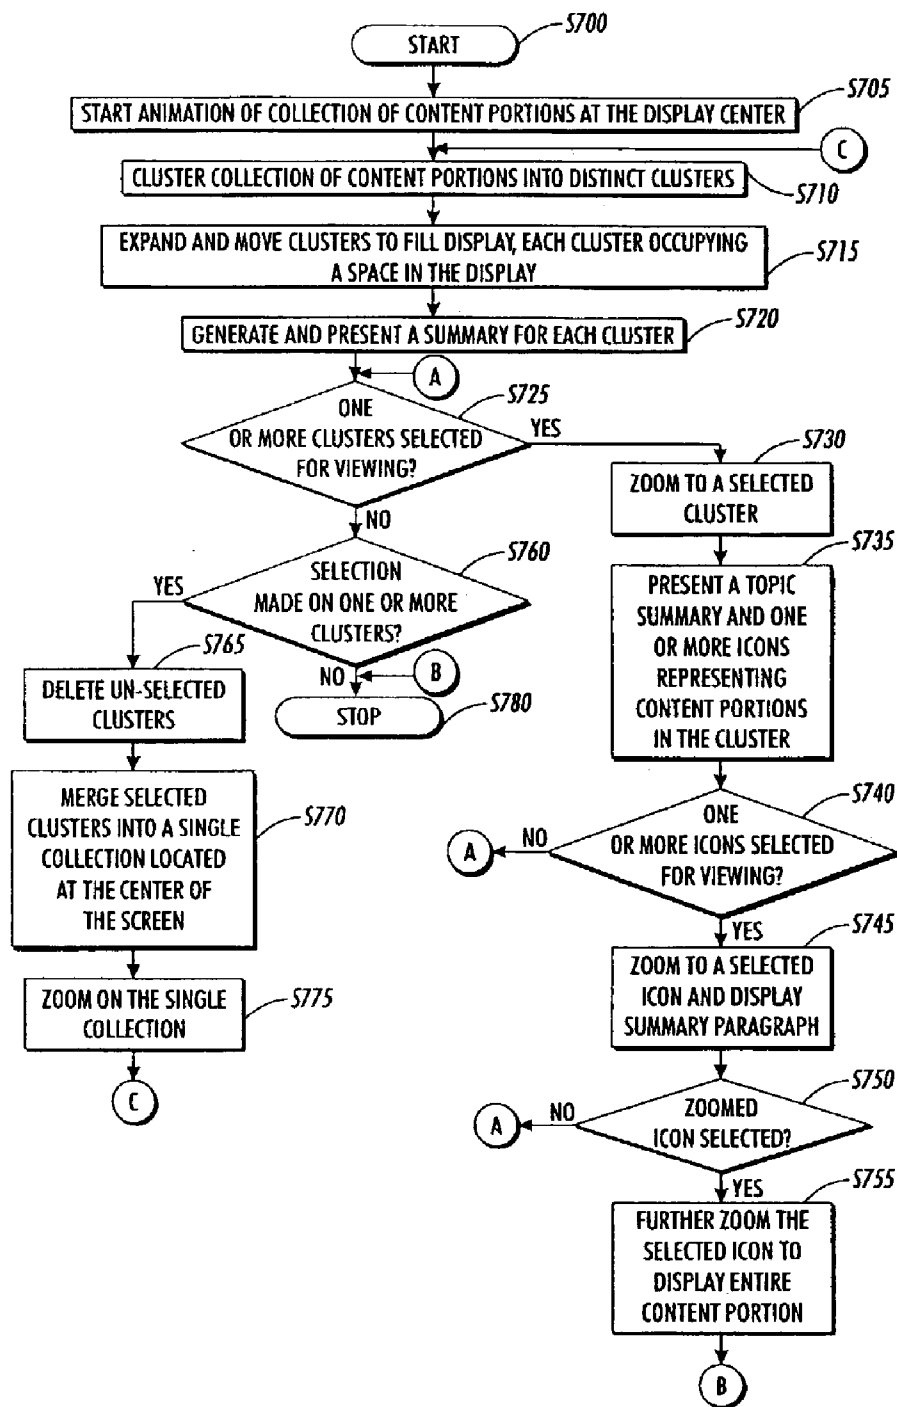 START
S700
START ANIMATION OF COLLECTION OF CONTENT PORTIONS AT THE DISPLAY CENTER
S705
C
CLUSTER COLLECTION OF CONTENT PORTIONS INTO DISTINCT CLUSTERS
S710
EXPAND AND MOVE CLUSTERS TO FILL DISPLAY, EACH CLUSTER OCCUPYING
A SPACE IN THE DISPLAY
S715
GENERATE AND PRESENT A SUMMARY FOR EACH CLUSTER
S720
A
ONE
OR MORE CLUSTERS SELECTED
FOR VIEWING?
S725
YES
NO
ZOOM TO A SELECTED
CLUSTER
S730
PRESENT A TOPIC
SUMMARY AND ONE
OR MORE ICONS
REPRESENTING
CONTENT PORTIONS
IN THE CLUSTER
S735
SELECTION
MADE ON ONE OR MORE
CLUSTERS?
S760
YES
NO
B
STOP
S780
DELETE UN-SELECTED
CLUSTERS
S765
MERGE SELECTED
CLUSTERS INTO A SINGLE
COLLECTION LOCATED
AT THE CENTER OF
THE SCREEN
S770
ZOOM ON THE SINGLE
COLLECTION
S775
C
ONE
OR MORE ICONS SELECTED
FOR VIEWING?
S740
NO
A
YES
ZOOM TO A SELECTED
ICON AND DISPLAY
SUMMARY PARAGRAPH
S745
ZOOMED
ICON SELECTED?
S750
NO
A
YES
FURTHER ZOOM THE
SELECTED ICON TO
DISPLAY ENTIRE
CONTENT PORTION
S755
B